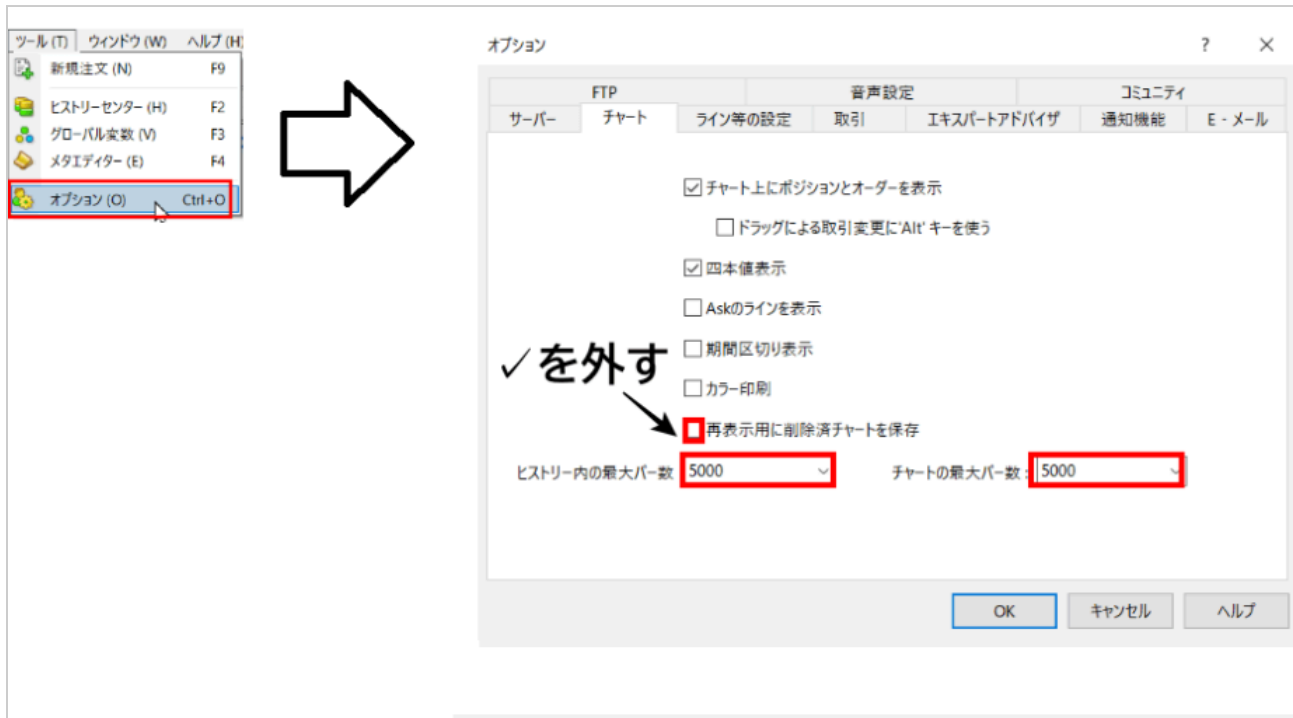 ツール (T) ウィンドウ (W) ヘルプ (H
新規注文 (N) F9
ヒストリーセンター (H) F2
グローバル変数 (V) F3
メタエディター (E) F4
オプション (O) Ctrl+O
オプション ? ×
FTP 音声設定 コミュニティ
サーバー チャート ライン等の設定 取引 エキスパートアドバイザ 通知機能 E - メール
チャート上にポジションとオーダーを表示
ドラッグによる取引変更に'Alt' キーを使う
四本値表示
Askのラインを表示
期間区切り表示
✓を外す
カラー印刷
再表示用に削除済チャートを保存
ヒストリー内の最大バー数 5000 チャートの最大バー数 : 5000
OK キャンセル ヘルプ